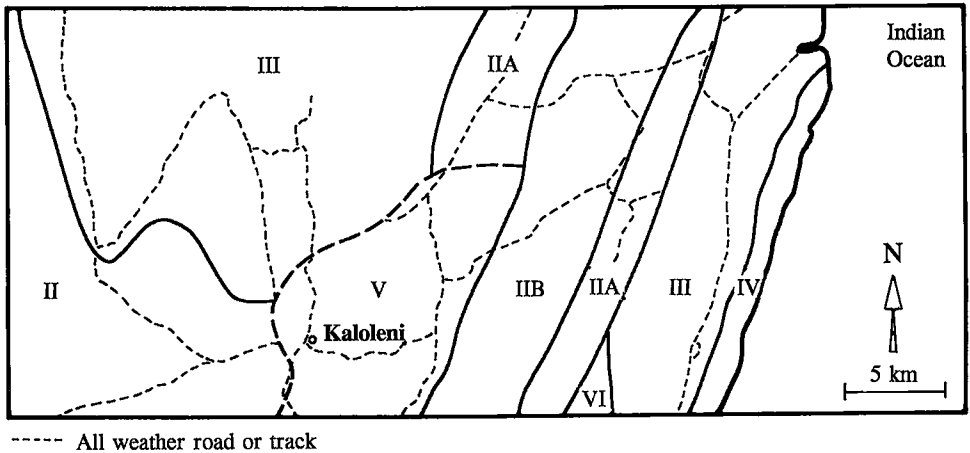 Indian
Ocean
III
IIA
N
II
V
IIB
IIA
III
IV
Kaloleni
5 km
VI
All weather road or track